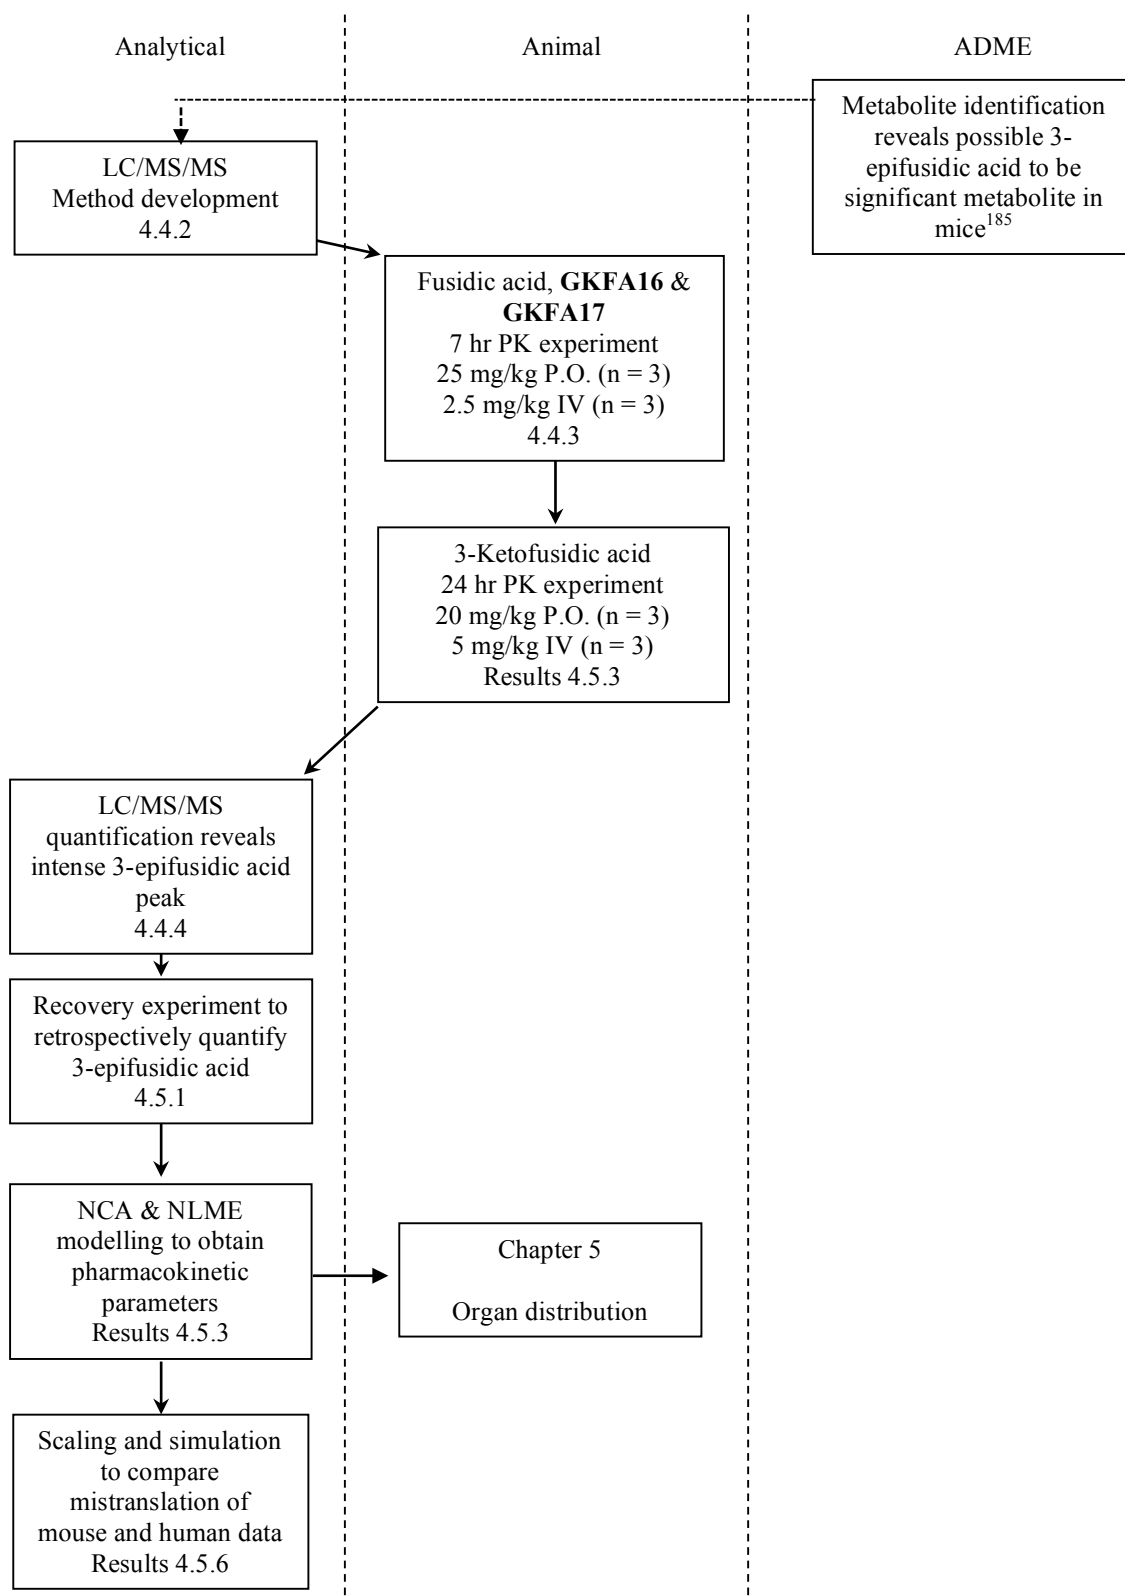 Analytical
Animal
ADME
Metabolite identification
reveals possible 3-
epifusidic acid to be
significant metabolite in
mice185
LC/MS/MS
Method development
4.4.2
Fusidic acid, GKFA16 &
GKFA17
7 hr PK experiment
25 mg/kg P.O. (n = 3)
2.5 mg/kg IV (n = 3)
4.4.3
3-Ketofusidic acid
24 hr PK experiment
20 mg/kg P.O. (n = 3)
5 mg/kg IV (n = 3)
Results 4.5.3
LC/MS/MS
quantification reveals
intense 3-epifusidic acid
peak
4.4.4
Recovery experiment to
retrospectively quantify
3-epifusidic acid
4.5.1
NCA & NLME
modelling to obtain
pharmacokinetic
parameters
Results 4.5.3
Chapter 5
Organ distribution
Scaling and simulation
to compare
mistranslation of
mouse and human data
Results 4.5.6